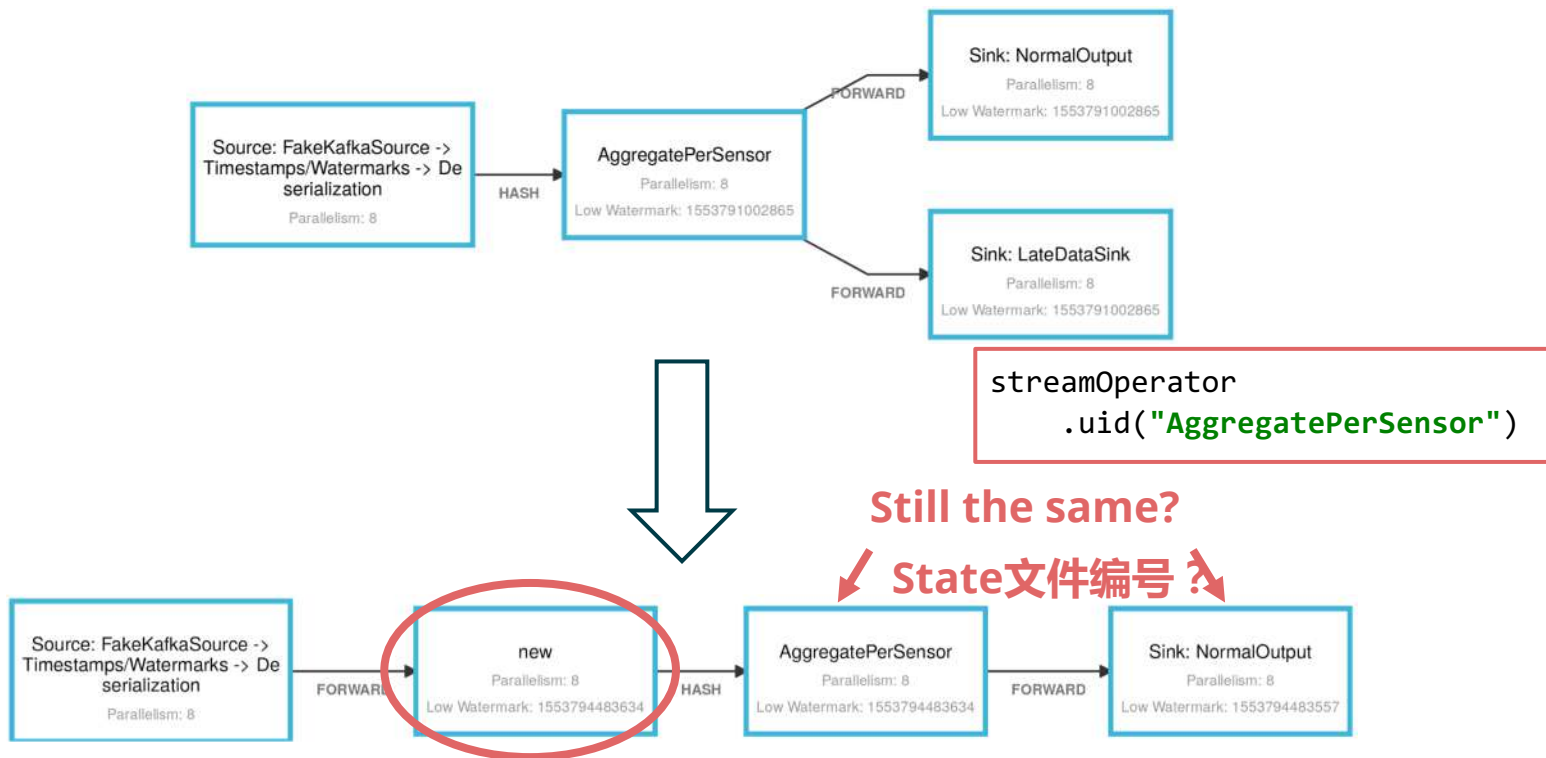 Sink: NormalOutput
Parallelism: 8
Low Watermark: 1553791002865
FORWARD
Source: FakeKafkaSource ->
Timestamps/Watermarks -> De
serialization
Parallelism: 8
HASH
AggregatePerSensor
Parallelism: 8
Low Watermark: 1553791002865
Sink: LateDataSink
Parallelism: 8
Low Watermark: 1553791002865
FORWARD
streamOperator
.uid("AggregatePerSensor")
Still the same?
State文件编号？
Source: FakeKafkaSource ->
Timestamps/Watermarks -> De
serialization
Parallelism: 8
FORWARD
new
Parallelism: 8
Low Watermark: 1553794483634
HASH
AggregatePerSensor
Parallelism: 8
Low Watermark: 1553794483634
FORWARD
Sink: NormalOutput
Parallelism: 8
Low Watermark: 1553794483557